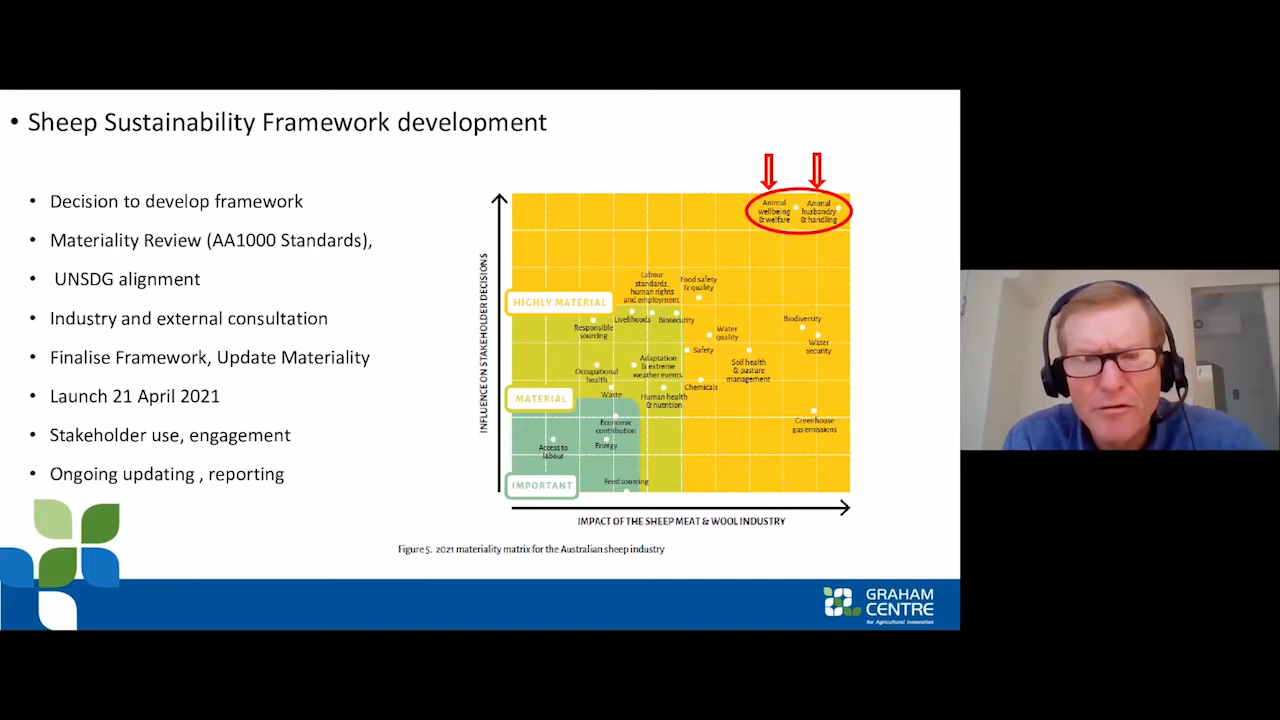 • Sheep Sustainability Framework development
• Decision to develop framework
• Materiality Review (AA1000 Standards),
• UNSDG alignment
• Industry and external consultation
• Finalise Framework, Update Materiality
• Launch 21 April 2021
• Stakeholder use, engagement
• Ongoing updating , reporting
INFLUENCE ON STAKEHOLDER DECISIONS
Animal
wellbeing
& welfare
Animal
husbandry
& handling
Labour
standards,
human rights
and employment
Food safety
& quality
HIGHLY MATERIAL
Responsible
sourcing
Livelihoods
Biosecurity
Water
quality
Biodiversity
Water
security
Safety
Soil health
& pasture
management
Occupational
health
Adaptation
& extreme
weather events
Chemicals
Waste
Human health
& nutrition
MATERIAL
Economic
contribution
Greenhouse
gas emissions
Access to
labour
Energy
Feed sourcing
IMPORTANT
IMPACT OF THE SHEEP MEAT & WOOL INDUSTRY
Figure 5. 2021 materiality matrix for the Australian sheep industry
GRAHAM
CENTRE
for Agricultural Innovation